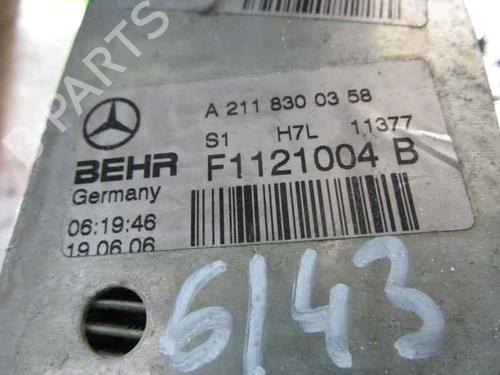 A 211 830 03 58
S1 H7L 11377
BEHR F1121004 B
Germany
06:19:46
19.06.06
6143
B PARTS